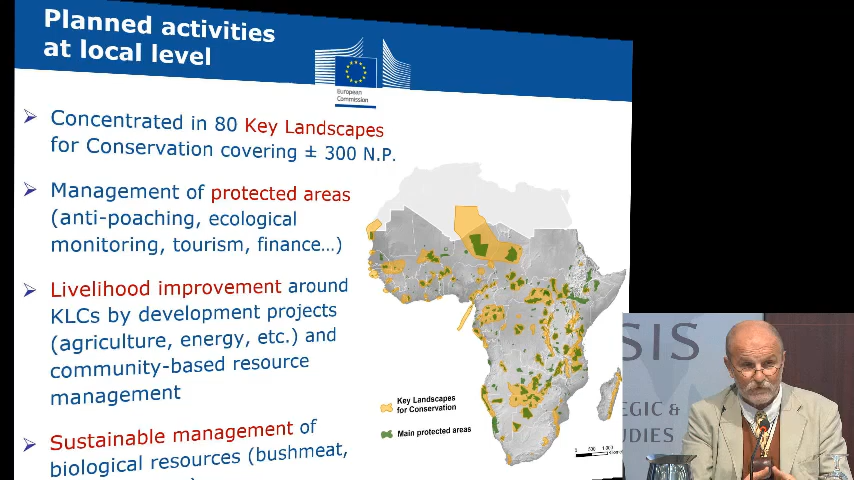 Planned activities
at local level
European
Commission
➢ Concentrated in 80 Key Landscapes
for Conservation covering ± 300 N.P.
➢ Management of protected areas
(anti-poaching, ecological
monitoring, tourism, finance…)
➢ Livelihood improvement around
KLCs by development projects
(agriculture, energy, etc.) and
community-based resource
management
➢ Sustainable management of
biological resources (bushmeat,
Key Landscapes
for Conservation
Main protected areas
SIS
EGIC &
UDIES